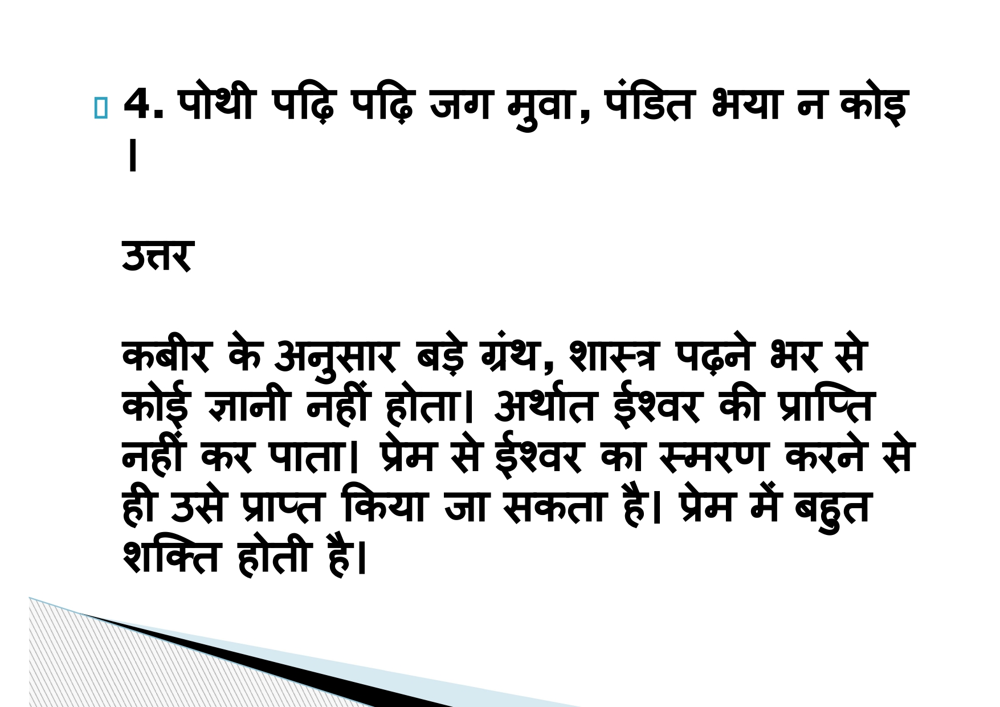 4. पोथी पढ़ि पढ़ि जग मुवा, पंडित भया न कोइ
।
उत्तर
कबीर के अनुसार बड़े ग्रंथ, शास्त्र पढ़ने भर से
कोई ज्ञानी नहीं होता। अर्थात ईश्वर की प्राप्ति
नहीं कर पाता। प्रेम से ईश्वर का स्मरण करने से
ही उसे प्राप्त किया जा सकता है। प्रेम में बहुत
शक्ति होती है।